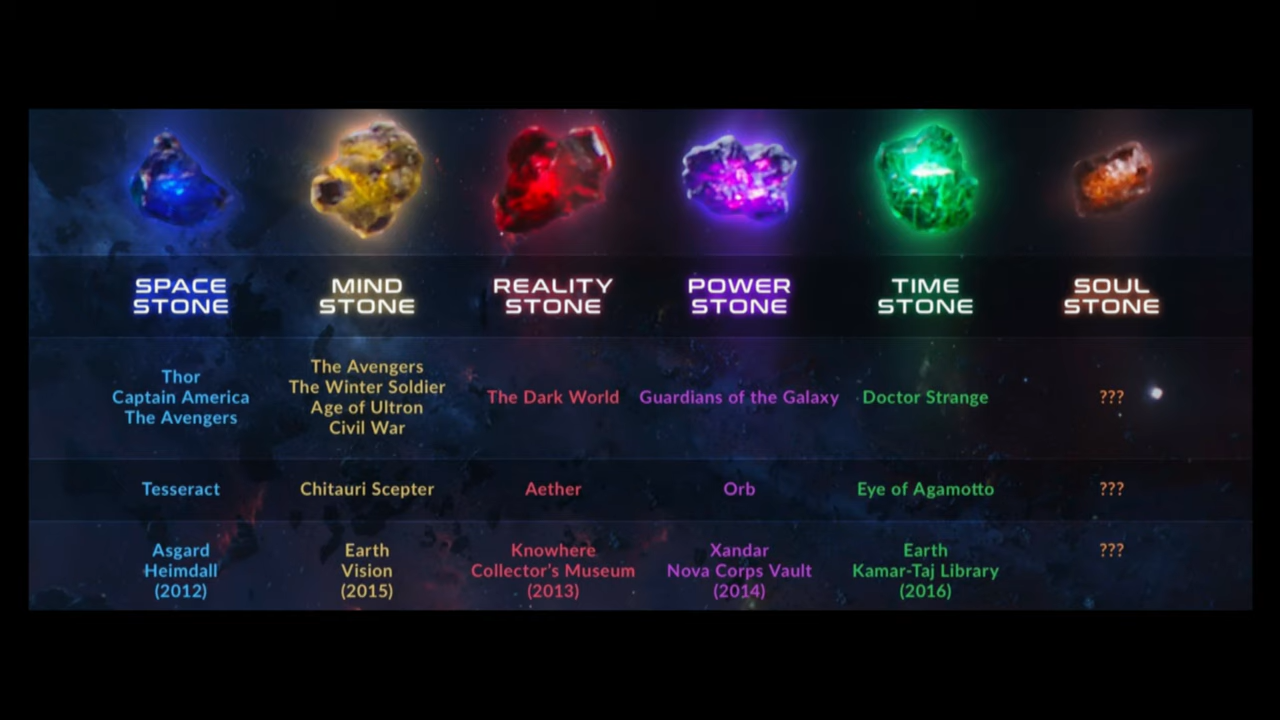 SPACE
STONE
MIND
STONE
REALITY
STONE
POWER
STONE
TIME
STONE
SOUL
STONE
Thor
Captain America
The Avengers
The Avengers
The Winter Soldier
Age of Ultron
Civil War
The Dark World
Guardians of the Galaxy
Doctor Strange
???
Tesseract
Chitauri Scepter
Aether
Orb
Eye of Agamotto
???
Asgard
Heimdall
(2012)
Earth
Vision
(2015)
Knowhere
Collector's Museum
(2013)
Xandar
Nova Corps Vault
(2014)
Earth
Kamar-Taj Library
(2016)
???